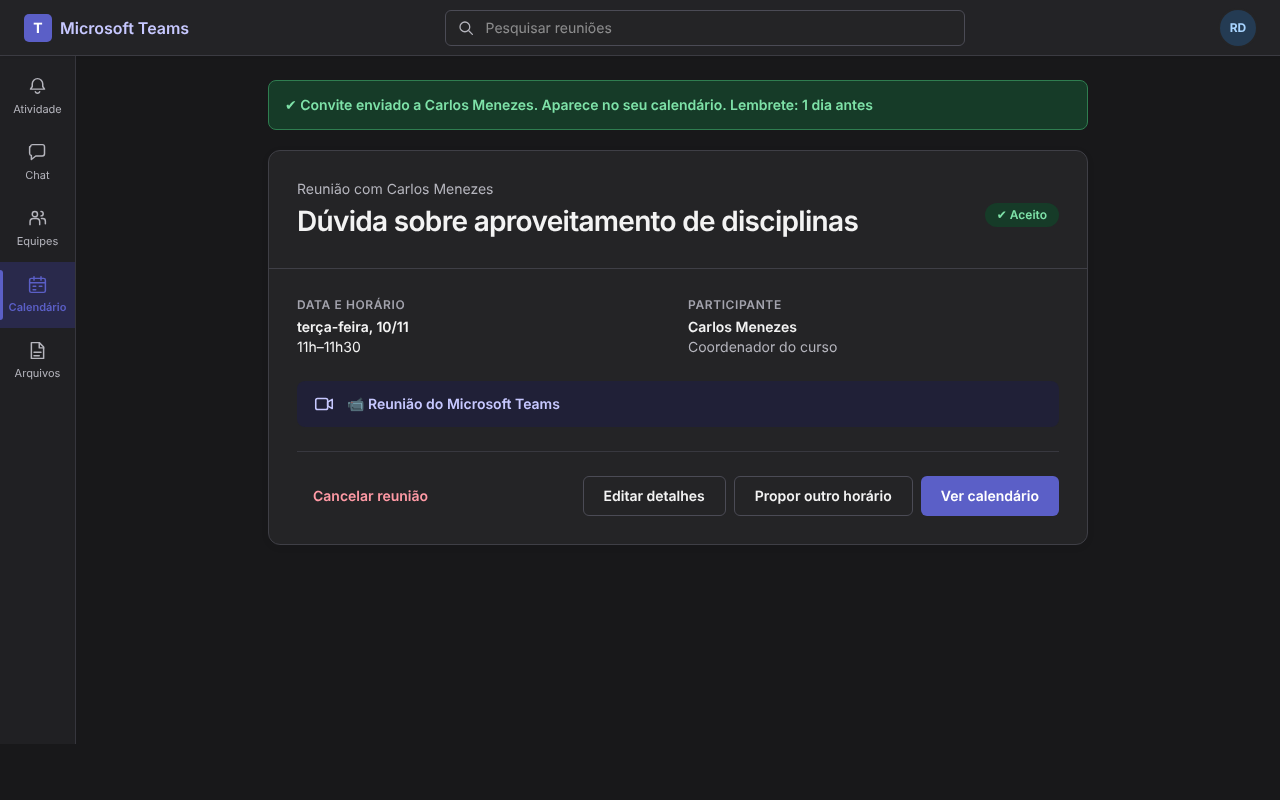 T Microsoft Teams
Pesquisar reuniões
RD
Atividade
Chat
Equipes
Calendário
Arquivos
✔ Convite enviado a Carlos Menezes. Aparece no seu calendário. Lembrete: 1 dia antes
Reunião com Carlos Menezes
Dúvida sobre aproveitamento de disciplinas
✔ Aceito
DATA E HORÁRIO
terça-feira, 10/11
11h–11h30
PARTICIPANTE
Carlos Menezes
Coordenador do curso
📹 Reunião do Microsoft Teams
Cancelar reunião
Editar detalhes
Propor outro horário
Ver calendário